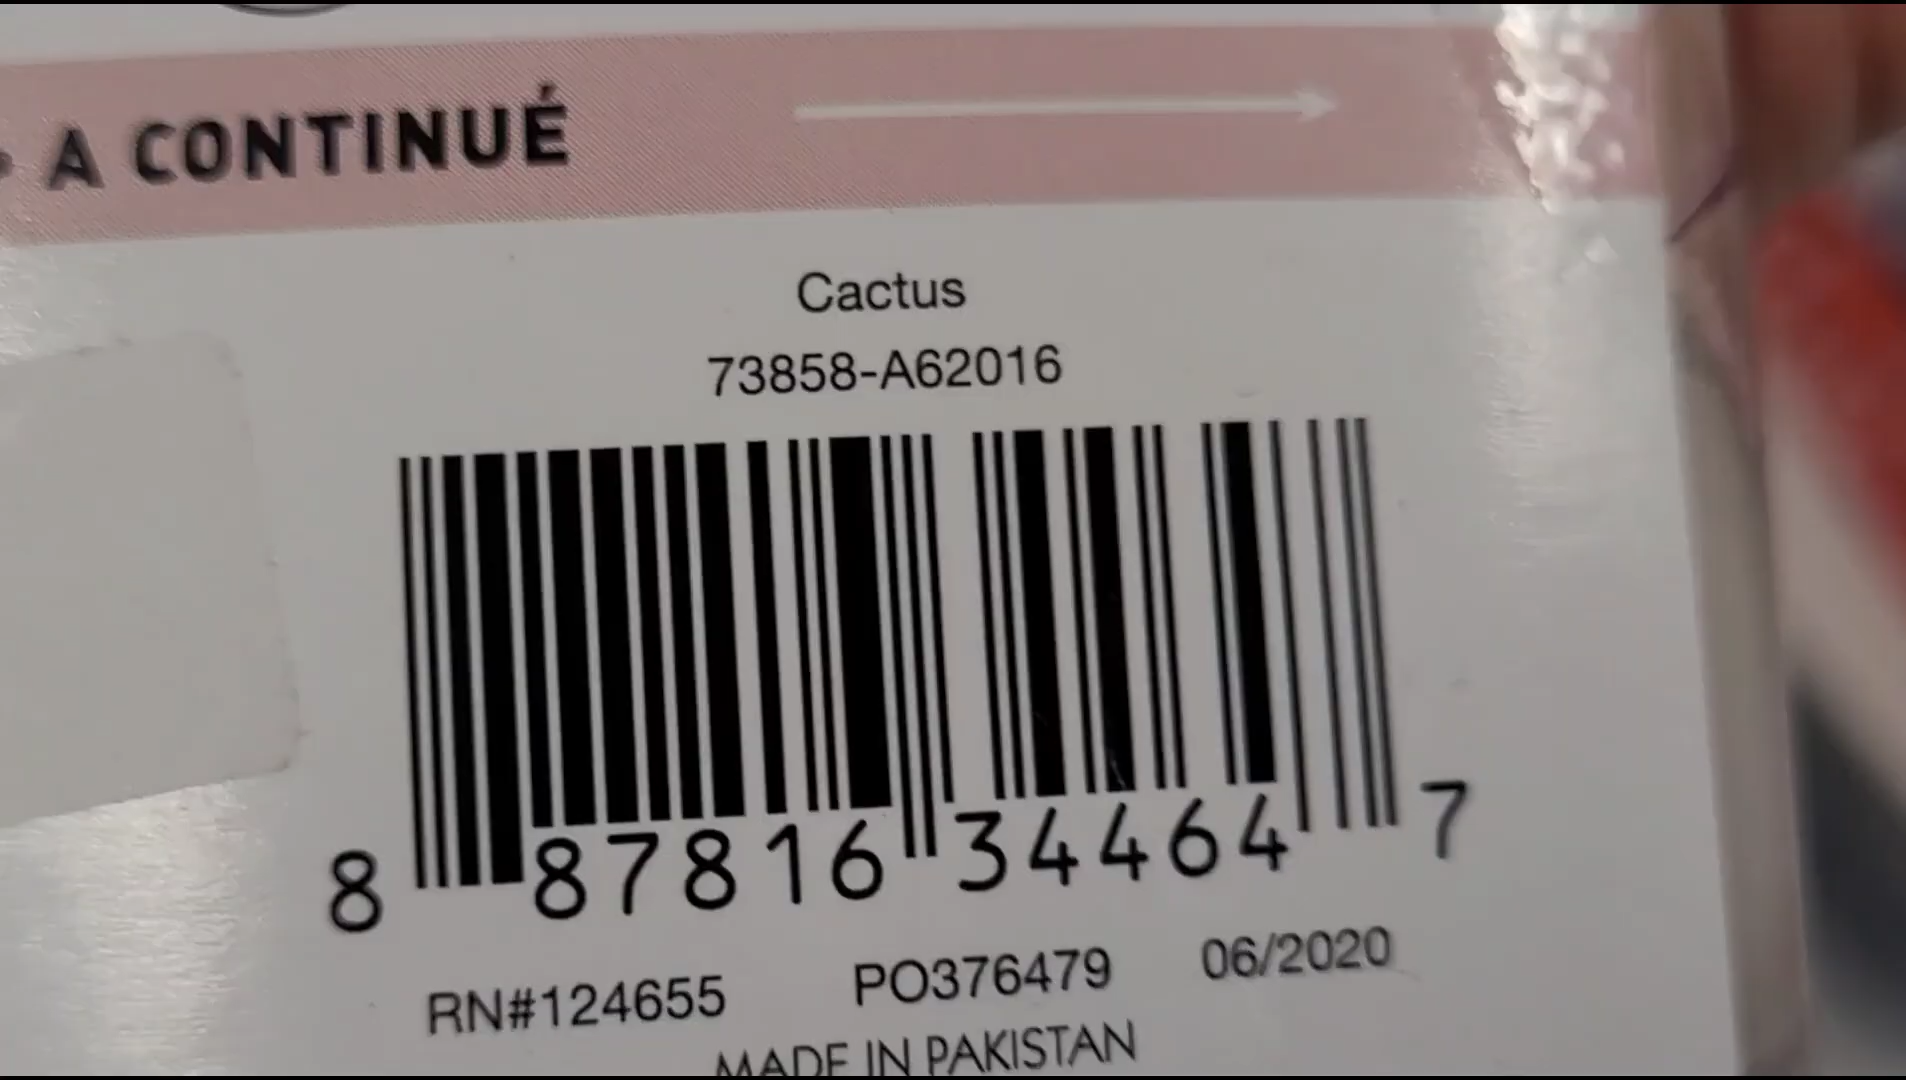 A CONTINUÉ
Cactus
73858-A62016
8 87816 34464 7
RN#124655 PO376479 06/2020
MADE IN PAKISTAN